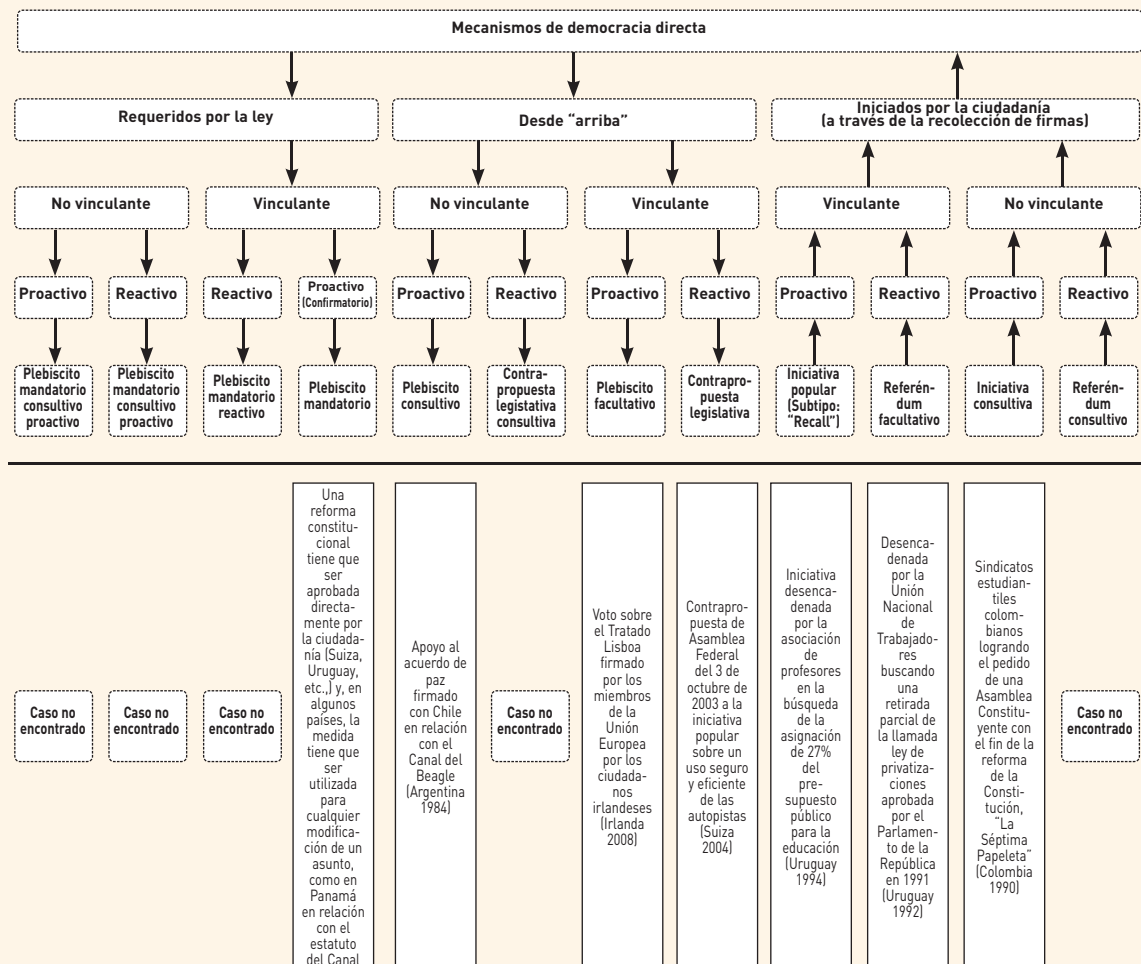 Mecanismos de democracia directa
Requeridos por la ley
Desde “arriba”
Iniciados por la ciudadanía
(a través de la recolección de firmas)
No vinculante
Vinculante
No vinculante
Vinculante
Vinculante
No vinculante
Proactivo
Reactivo
Reactivo
Proactivo
(Confirmatorio)
Proactivo
Reactivo
Proactivo
Reactivo
Proactivo
Reactivo
Proactivo
Reactivo
Plebiscito
mandatorio
consultivo
proactivo
Plebiscito
mandatorio
consultivo
proactivo
Plebiscito
mandatorio
reactivo
Plebiscito
mandatorio
Plebiscito
consultivo
Contra-
propuesta
legistativa
consultiva
Plebiscito
facultativo
Contrapro-
puesta
legislativa
Iniciativa
popular
(Subtipo:
“Recall”)
Referén-
dum
facultativo
Iniciativa
consultiva
Referén-
dum
consultivo
Caso no
encontrado
Caso no
encontrado
Caso no
encontrado
Una
reforma
constitu-
cional
tiene que
ser
aprobada
directa-
mente por
la ciudada-
nía (Suiza,
Uruguay,
etc.,) y, en
algunos
países, la
medida
tiene que
ser
utilizada
para
cualquier
modifica-
ción de un
asunto,
como en
Panamá
en relación
con el
estatuto
del Canal
Apoyo al
acuerdo de
paz
firmado
con Chile
en relación
con el
Canal del
Beagle
(Argentina
1984)
Caso no
encontrado
Voto sobre
el Tratado
Lisboa
firmado
por los
miembros
de la
Unión
Europea
por los
ciudada-
nos
irlandeses
(Irlanda
2008)
Contrapro-
puesta de
Asamblea
Federal
del 3 de
octubre de
2003 a la
iniciativa
popular
sobre un
uso seguro
y eficiente
de las
autopistas
(Suiza
2004)
Iniciativa
desenca-
denada
por la
asociación
de
profesores
en la
búsqueda
de la
asignación
de 27%
del
pre-
supuesto
público
para la
educación
(Uruguay
1994)
Desenca-
denada
por la
Unión
Nacional
de
Trabajado-
res
buscando
una
retirada
parcial de
la llamada
ley de
privatiza-
ciones
aprobada
por el
Parlamen-
to de la
República
en 1991
(Uruguay
1992)
Sindicatos
estudian-
tiles
colom-
bianos
logrando
el pedido
de una
Asamblea
Constitu-
yente con
el fin de la
reforma
de la
Consti-
tución,
“La
Séptima
Papeleta”
(Colombia
1990)
Caso no
encontrado